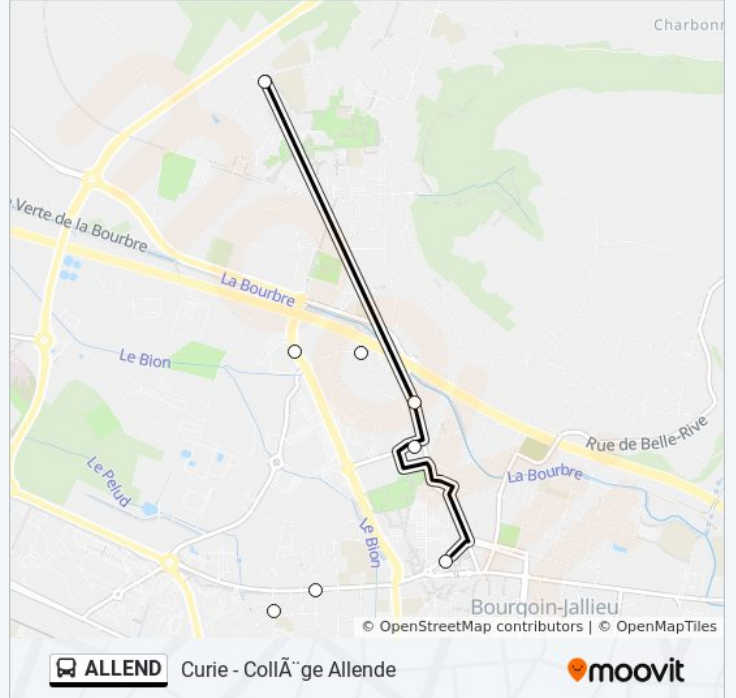 Charbonr
e Verte de la Bourbre
La Bourbre
Le Bion
Rue de Belle-Rive
Le Pelud
La Bourbre
Le Bion
Bourgoin-Jallieu
© OpenStreetMap contributors | © OpenMapTiles
ALLEND Curie - CollÃ¨ge Allende
moovit